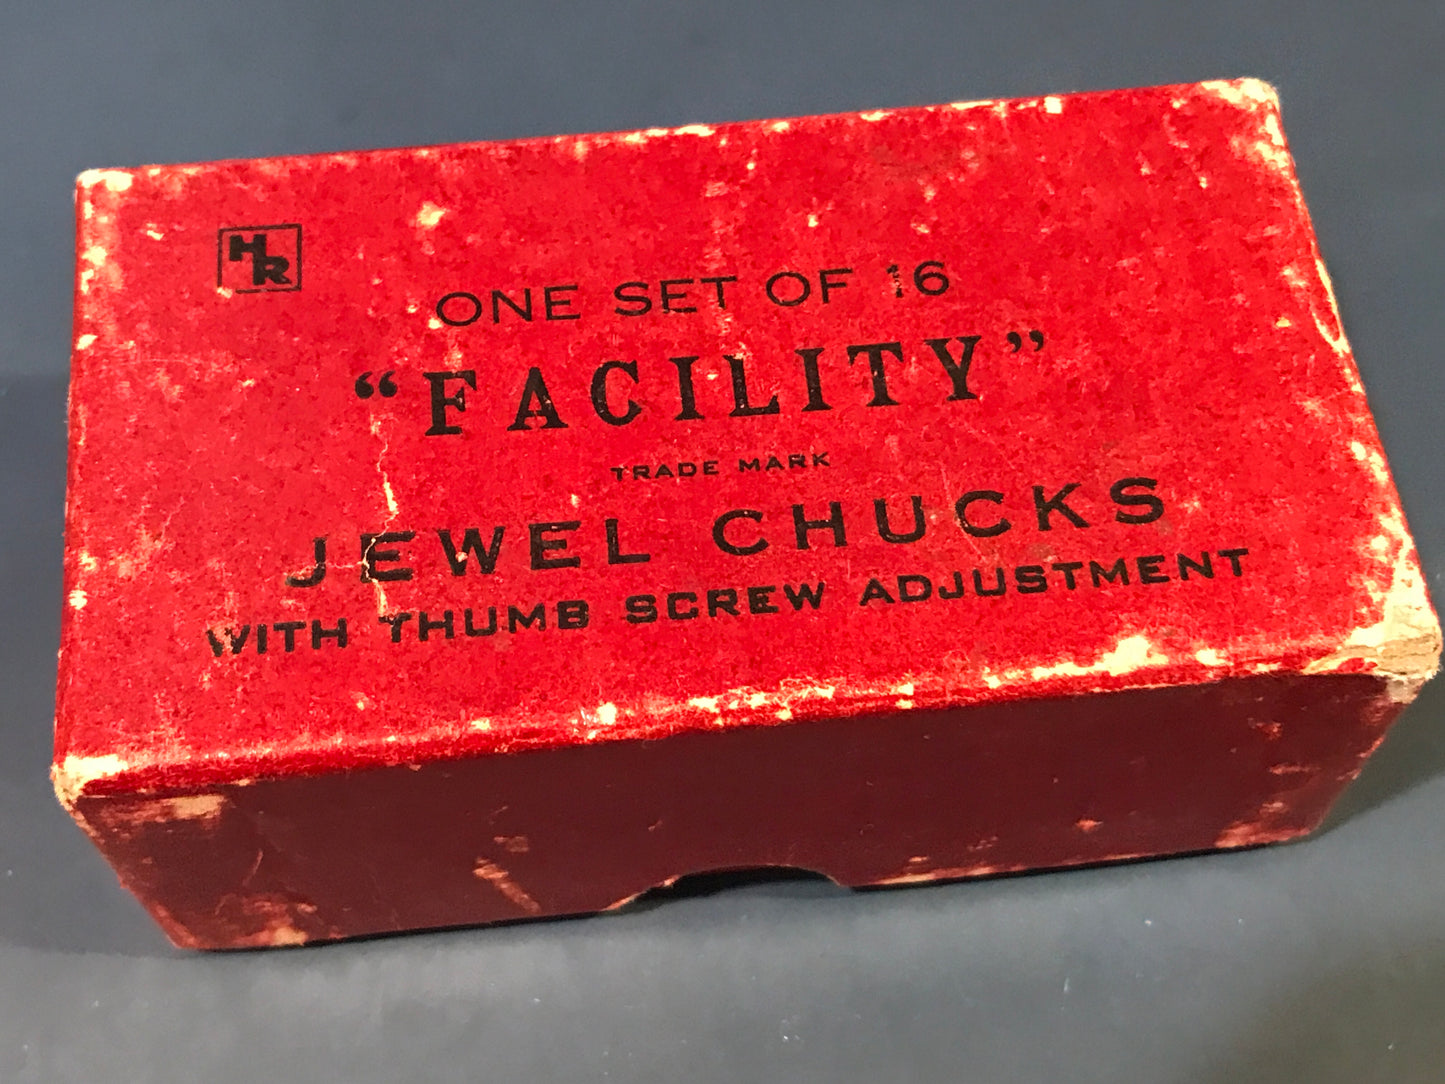 HR
ONE SET OF 16
“FACILITY”
TRADE MARK
JEWEL CHUCKS
WITH THUMB SCREW ADJUSTMENT